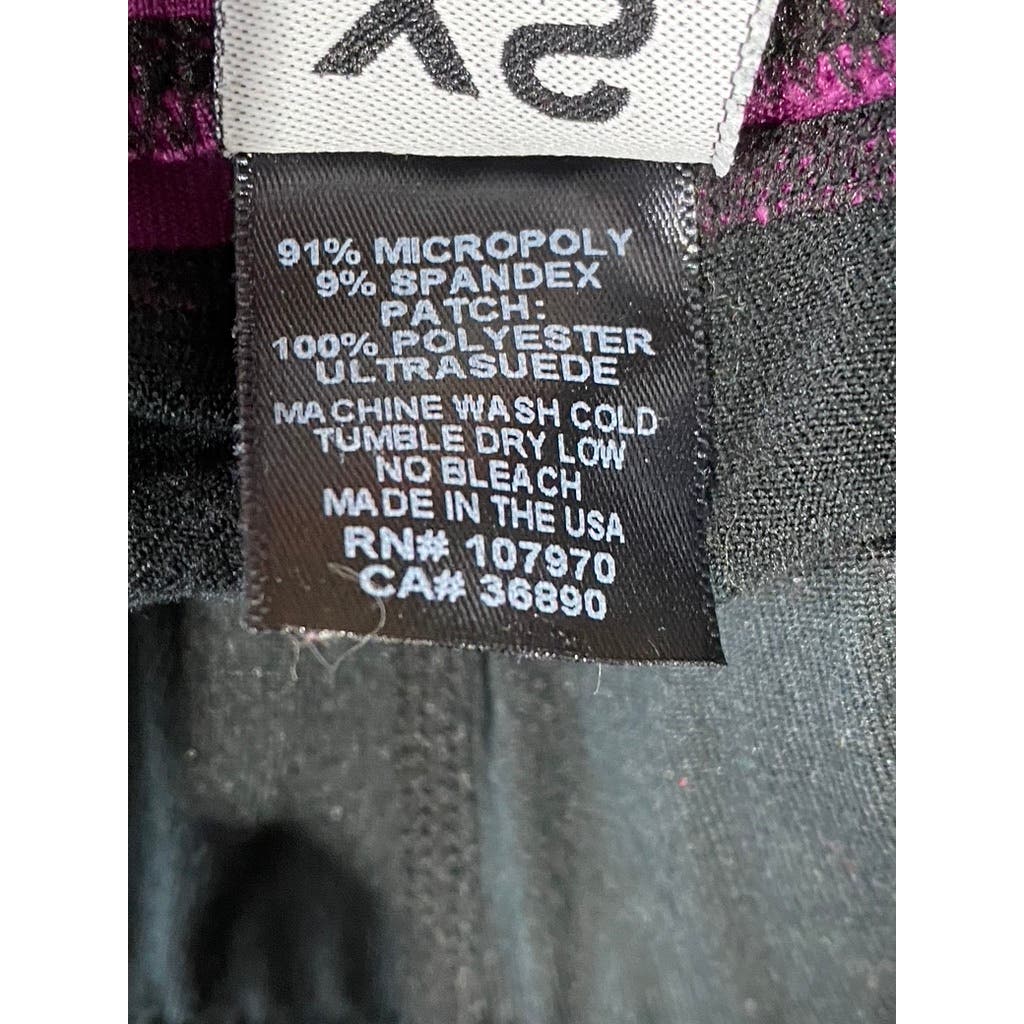 91% MICROPOLY
9% SPANDEX
PATCH:
100% POLYESTER
ULTRASUEDE
MACHINE WASH COLD
TUMBLE DRY LOW
NO BLEACH
MADE IN THE USA
RN# 107970
CA# 36890